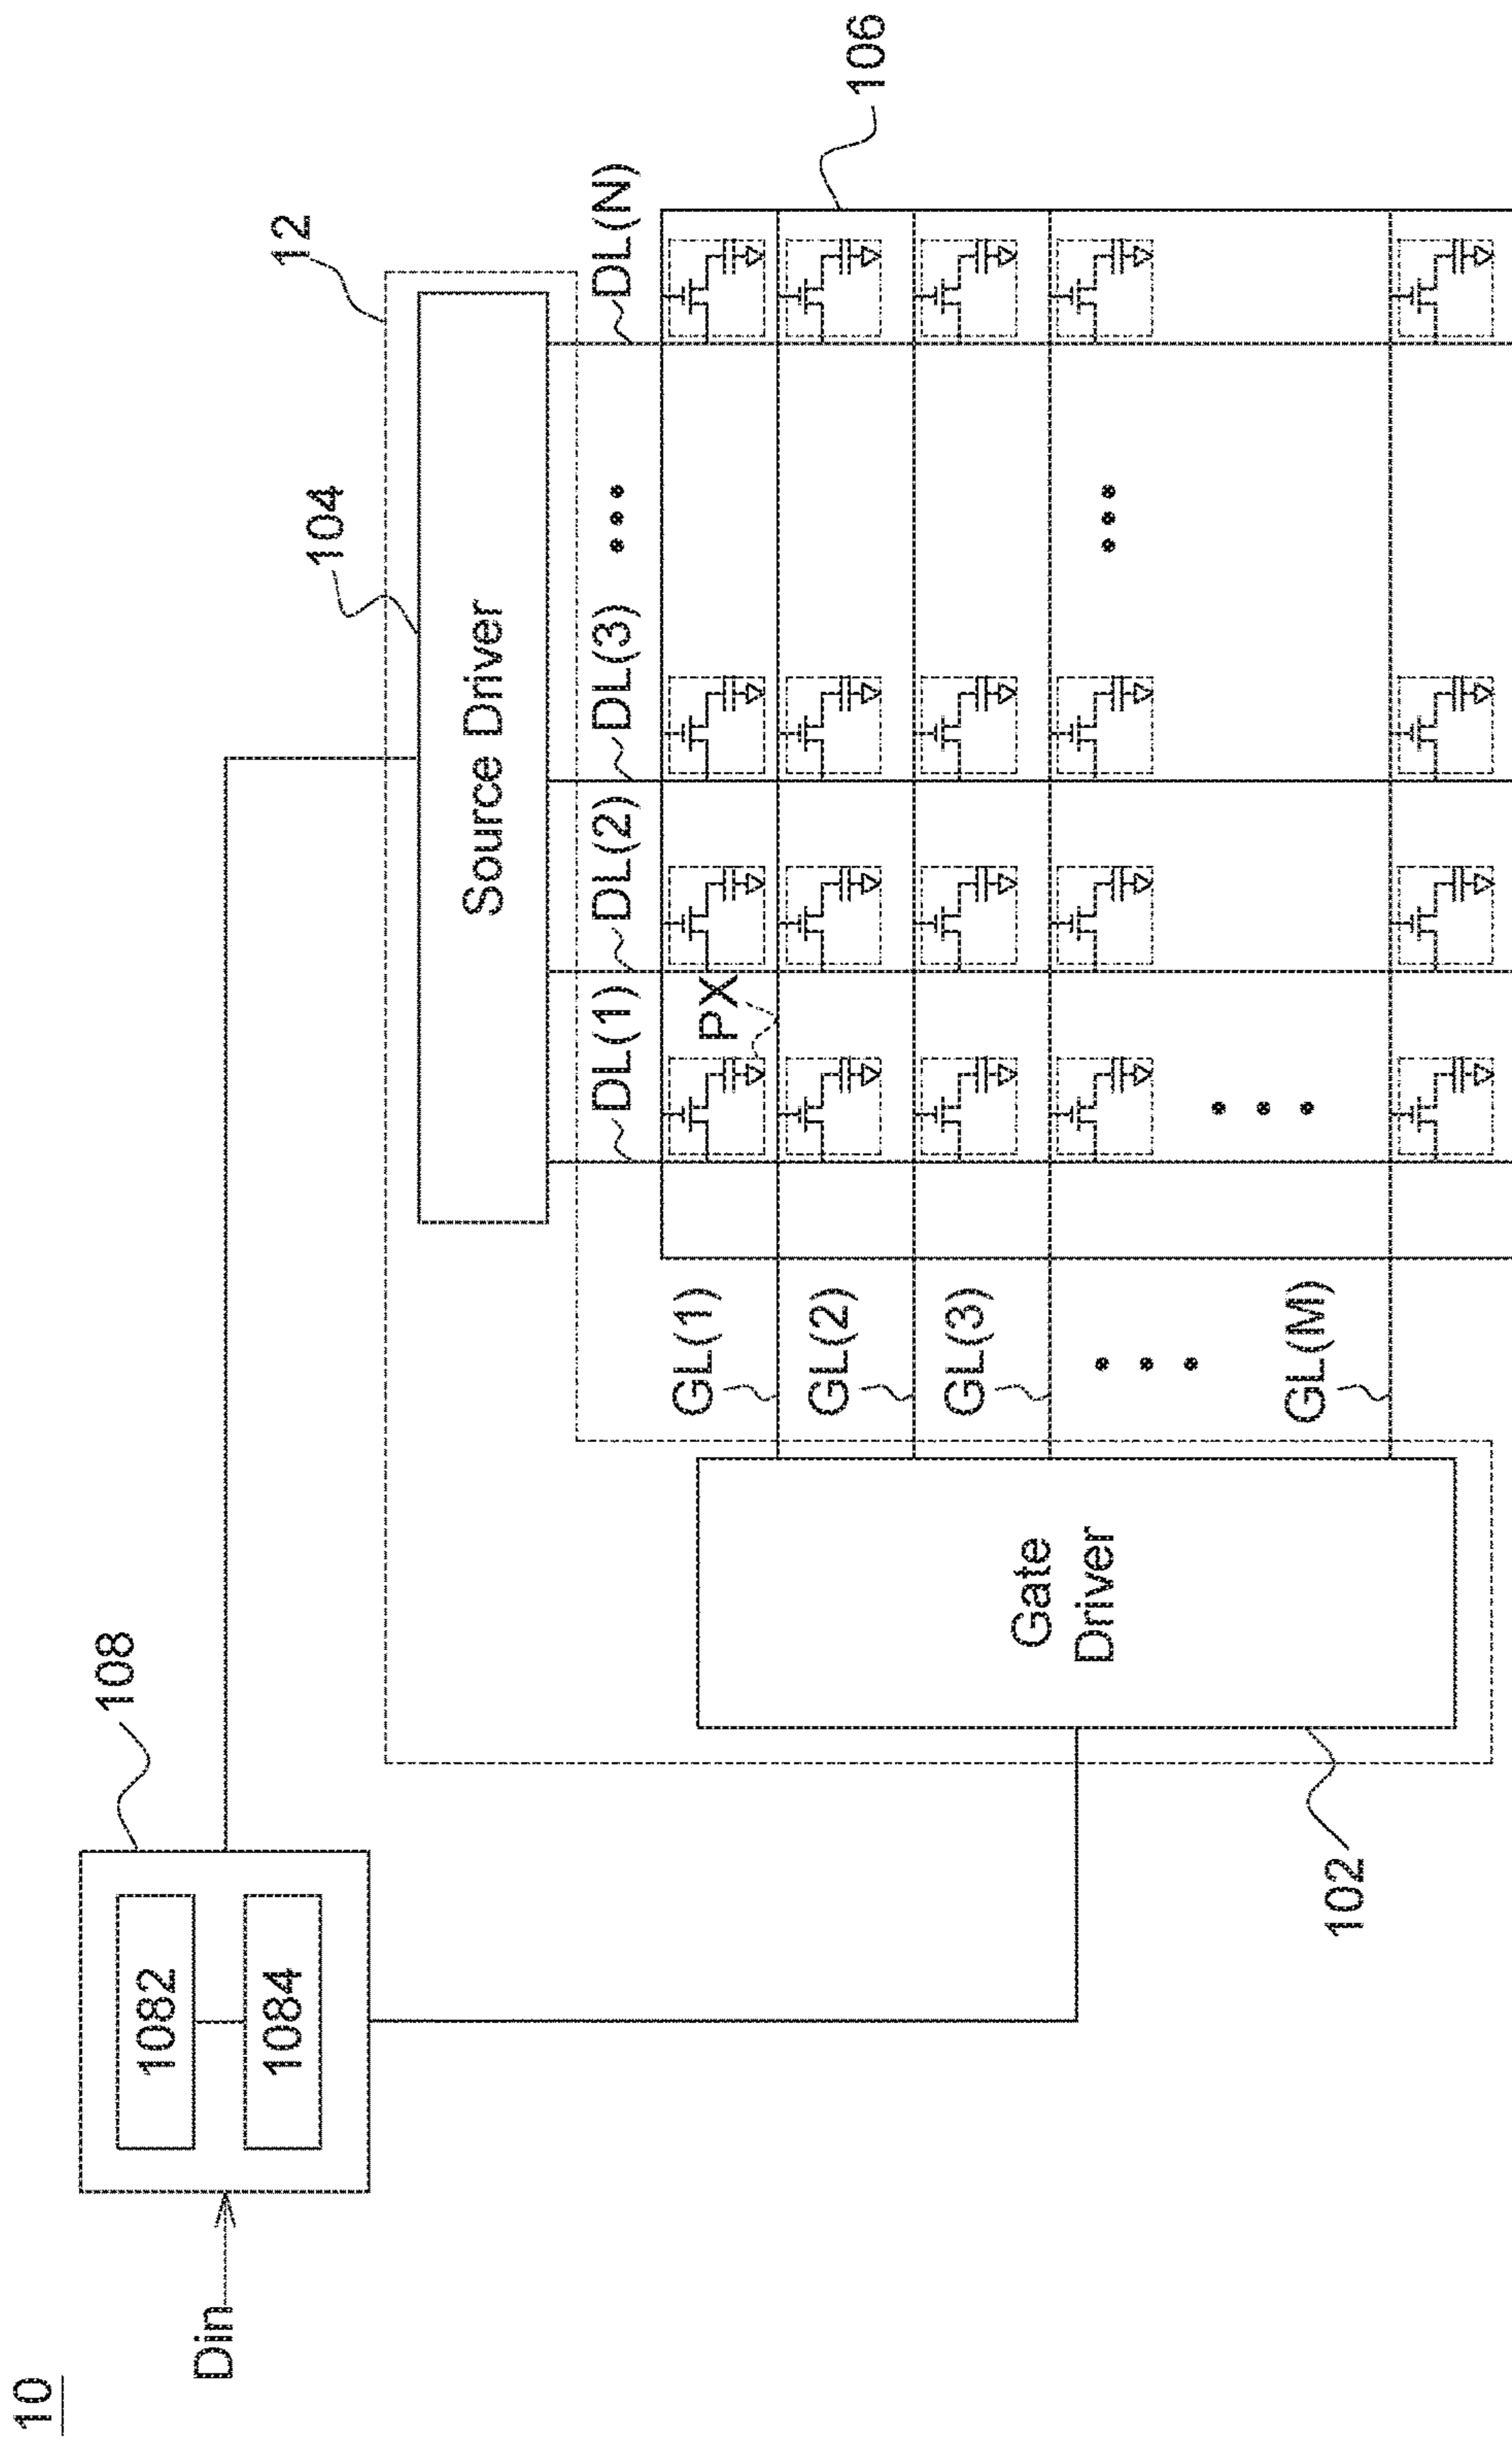 10
Din
108
1082
1084
12
104
Source Driver
DL(1)
DL(2)
DL(3)
DL(N)
106
PX
GL(1)
GL(2)
GL(3)
GL(M)
Gate
Driver
102